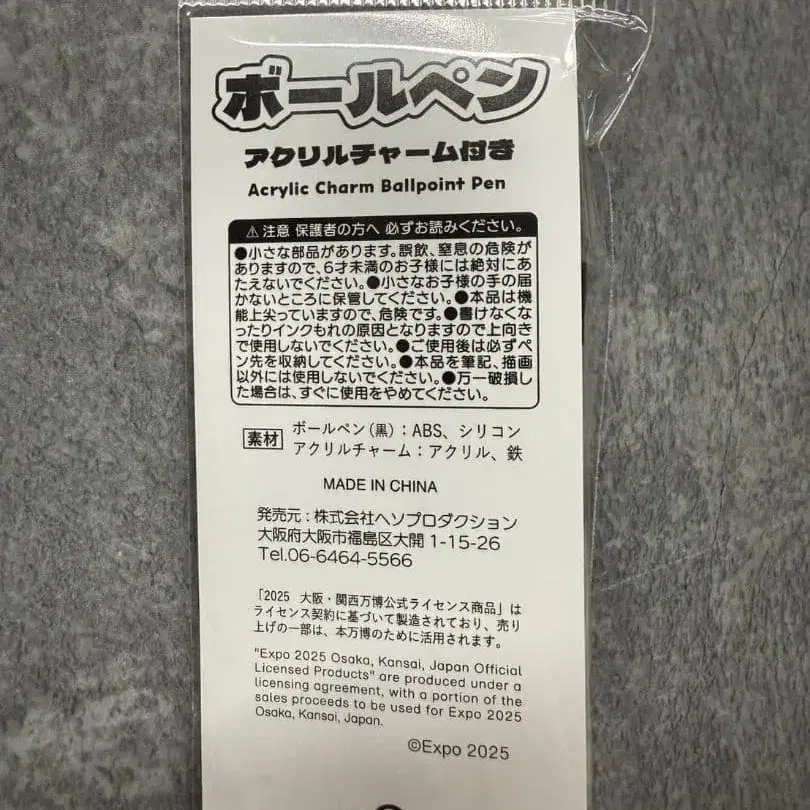 ボールペン
アクリルチャーム付き
Acrylic Charm Ballpoint Pen
⚠注意 保護者の方へ 必ずお読みください。
●小さな部品があります。誤飲、窒息の危険が
ありますので、6才未満のお子様には絶対にあ
たえないでください。●小さなお子様の手の届
かないところに保管してください。●本品は機
能上尖っていますので、危険です。●書けなくな
ったりインクもれの原因となりますので上向き
で使用しないでください。●ご使用後は必ずペ
ン先を収納してください。●本品を筆記、描画
以外には使用しないでください。●万一破損し
た場合は、すぐに使用をやめてください。
素材 ボールペン(黒):ABS、シリコン
アクリルチャーム:アクリル、鉄
MADE IN CHINA
発売元:株式会社ヘソプロダクション
大阪府大阪市福島区大開 1-15-26
Tel.06-6464-5566
「2025 大阪・関西万博公式ライセンス商品」は
ライセンス契約に基づいて製造されており、売り
上げの一部は、本万博のために活用されます。
"Expo 2025 Osaka, Kansai, Japan Official
Licensed Products" are produced under a
licensing agreement, with a portion of the
sales proceeds to be used for Expo 2025
Osaka, Kansai, Japan.
©Expo 2025